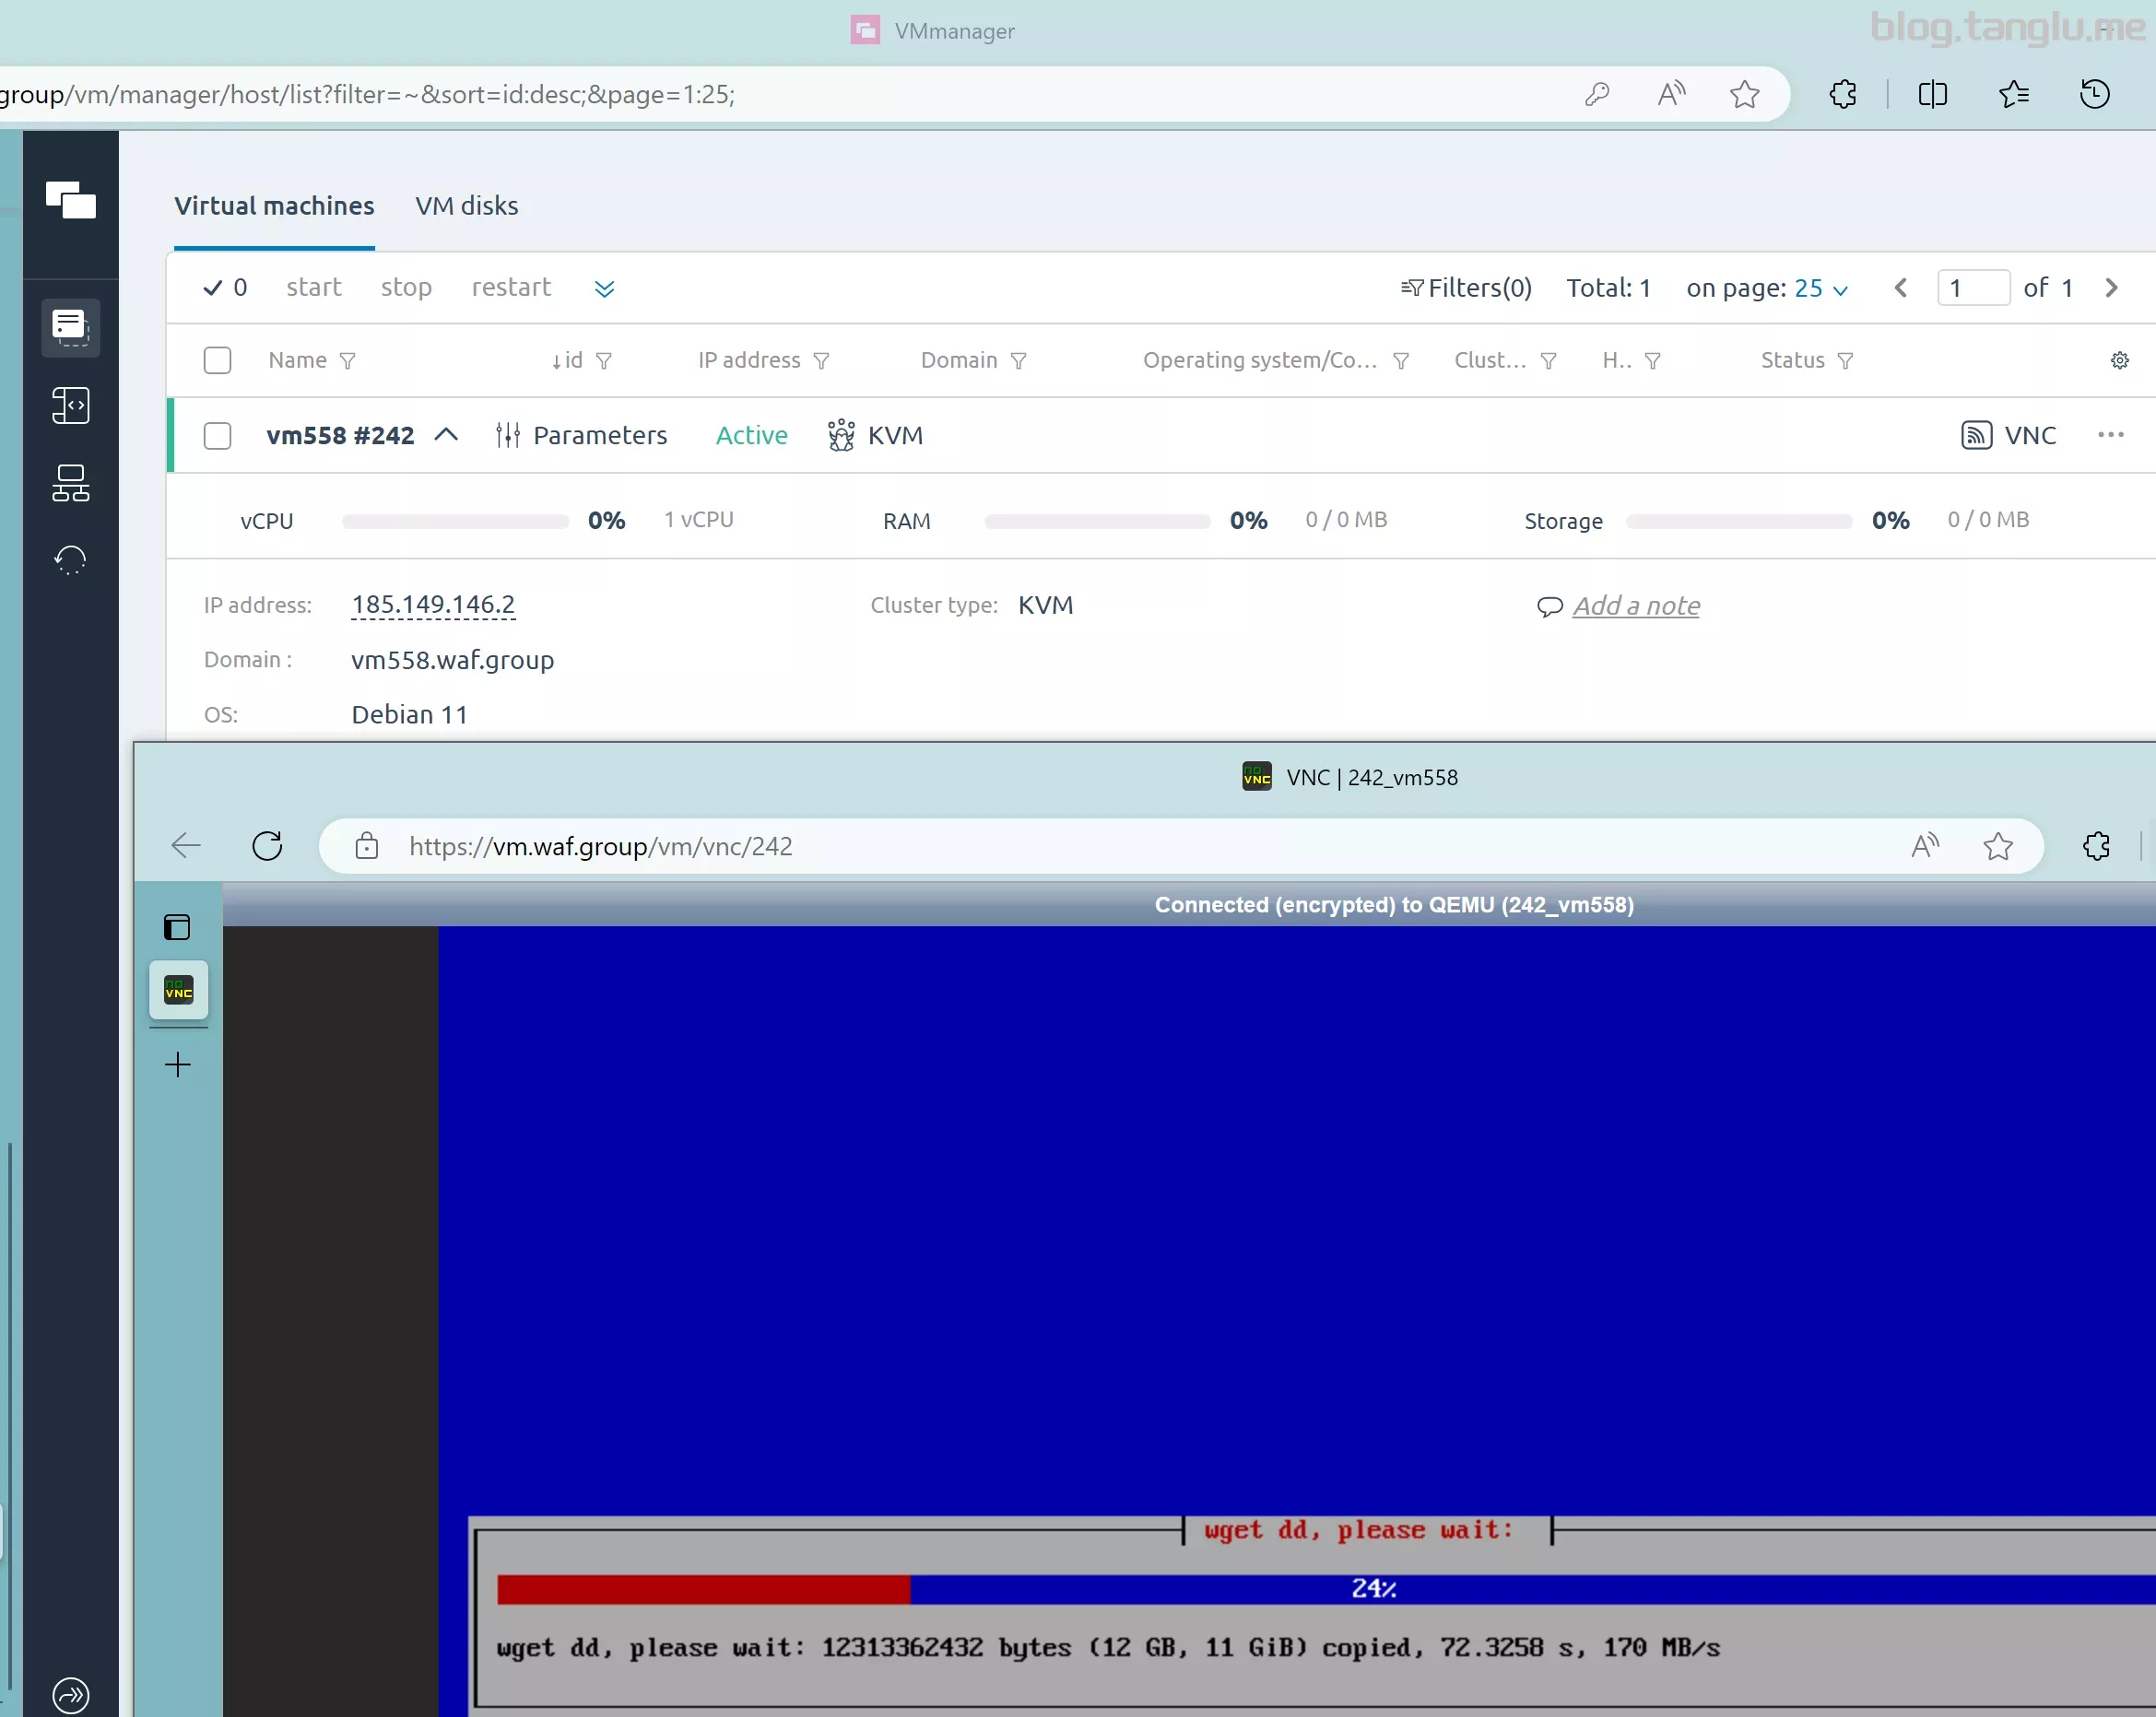 VMmanager
blog.tanglu.me
group/vm/manager/host/list?filter=~&sort=id:desc;&page=1:25;
Virtual machines VM disks
0 start stop restart Filters(0) Total: 1 on page: 25 1 of 1
Name id IP address Domain Operating system/Co... Clust... H.. Status
vm558 #242 Parameters Active KVM VNC
vCPU 0% 1 vCPU RAM 0% 0 / 0 MB Storage 0% 0 / 0 MB
IP address: 185.149.146.2 Cluster type: KVM Add a note
Domain : vm558.waf.group
OS: Debian 11
VNC | 242_vm558
https://vm.waf.group/vm/vnc/242
Connected (encrypted) to QEMU (242_vm558)
wget dd, please wait:
24%
wget dd, please wait: 12313362432 bytes (12 GB, 11 GiB) copied, 72.3258 s, 170 MB/s